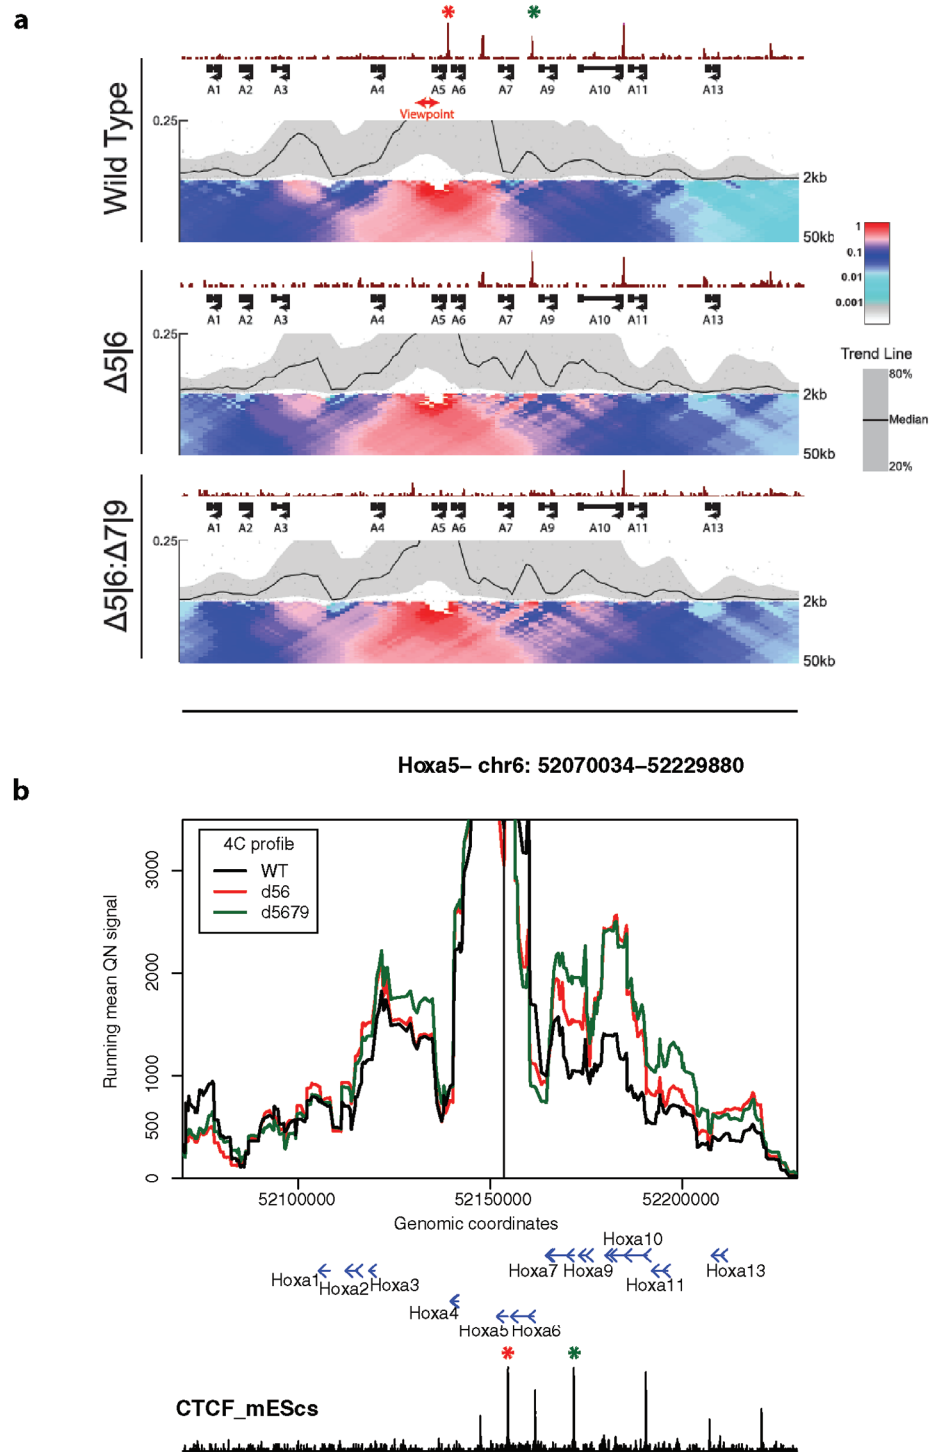 a
* *
Wild Type
A1 A2 A3 A4 A5 A6 A7 A9 A10 A11 A13
Viewpoint
0.25
2kb
50kb
1
0.1
0.01
0.001
Δ5|6
A1 A2 A3 A4 A5 A6 A7 A9 A10 A11 A13
0.25
2kb
50kb
Trend Line
80%
Median
20%
Δ5|6:Δ7|9
A1 A2 A3 A4 A5 A6 A7 A9 A10 A11 A13
0.25
2kb
50kb
Hoxa5– chr6: 52070034–52229880
b
4C profile
WT
d56
d5679
Running mean QN signal
3000
2000
1000
500
0
52100000 52150000 52200000
Genomic coordinates
Hoxa10
Hoxa7 Hoxa9 Hoxa13
Hoxa1 Hoxa2 Hoxa3 Hoxa11
Hoxa4
Hoxa5 Hoxa6
* *
CTCF_mEScs